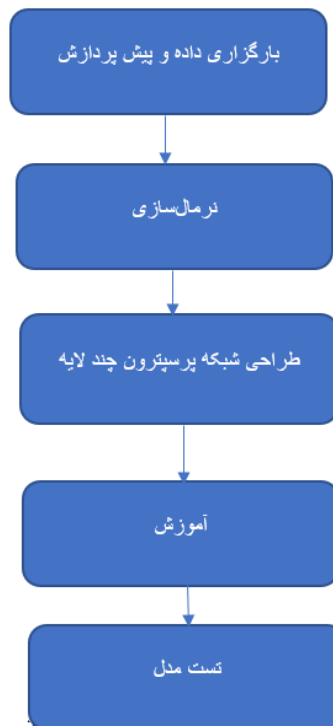 بارگزاری داده و پیش پردازش
نرمال‌سازی
طراحی شبکه پرسپترون چند لایه
آموزش
تست مدل